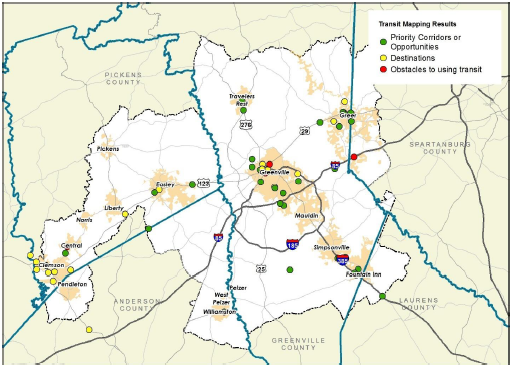 Transit Mapping Results
Priority Corridors or
Opportunities
Destinations
Obstacles to using transit
PICKENS
COUNTY
Travelers
Rest
276
29
Greer
SPARTANBURG
COUNTY
Pickens
85
Greenville
Easley
123
Liberty
Norris
Mauldin
Central
85
185
Simpsonville
Clemson
385
25
Fountain Inn
Pendleton
Pelzer
West
Pelzer
Williamston
ANDERSON
COUNTY
LAURENS
COUNTY
GREENVILLE
COUNTY